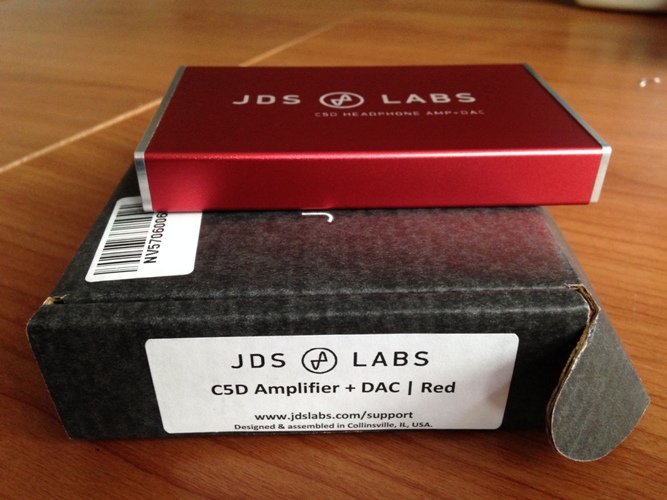 JDS LABS
C5D HEADPHONE AMP+DAC
J
JDS LABS
C5D Amplifier + DAC | Red
www.jdslabs.com/support
Designed & assembled in Collinsville, IL, USA.